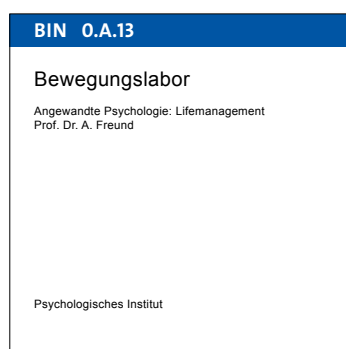 BIN 0.A.13
Bewegungslabor
Angewandte Psychologie: Lifemanagement
Prof. Dr. A. Freund
Psychologisches Institut